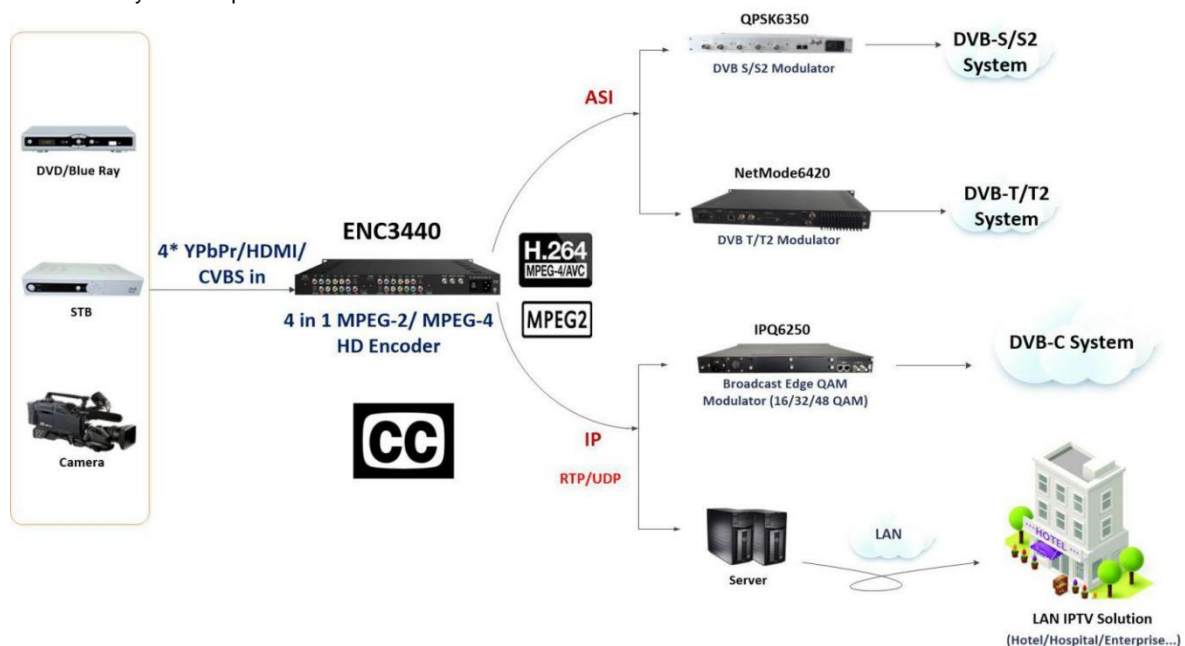 QPSK6350
DVB S/S2 Modulator
DVB-S/S2
System
ASI
DVD/Blue Ray
NetMode6420
DVB T/T2 Modulator
DVB-T/T2
System
ENC3440
4* YPbPr/HDMI/
CVBS in
H.264
MPEG-4/AVC
MPEG2
STB
4 in 1 MPEG-2/ MPEG-4
HD Encoder
IPQ6250
Broadcast Edge QAM
Modulator (16/32/48 QAM)
DVB-C System
CC
IP
RTP/UDP
Camera
Server
LAN
HOTEL
LAN IPTV Solution
(Hotel/Hospital/Enterprise...)